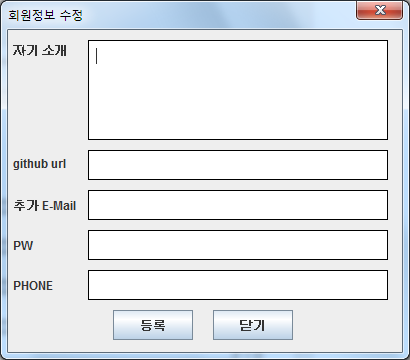 회원정보 수정
자기 소개
github url
추가 E-Mail
PW
PHONE
등록 닫기